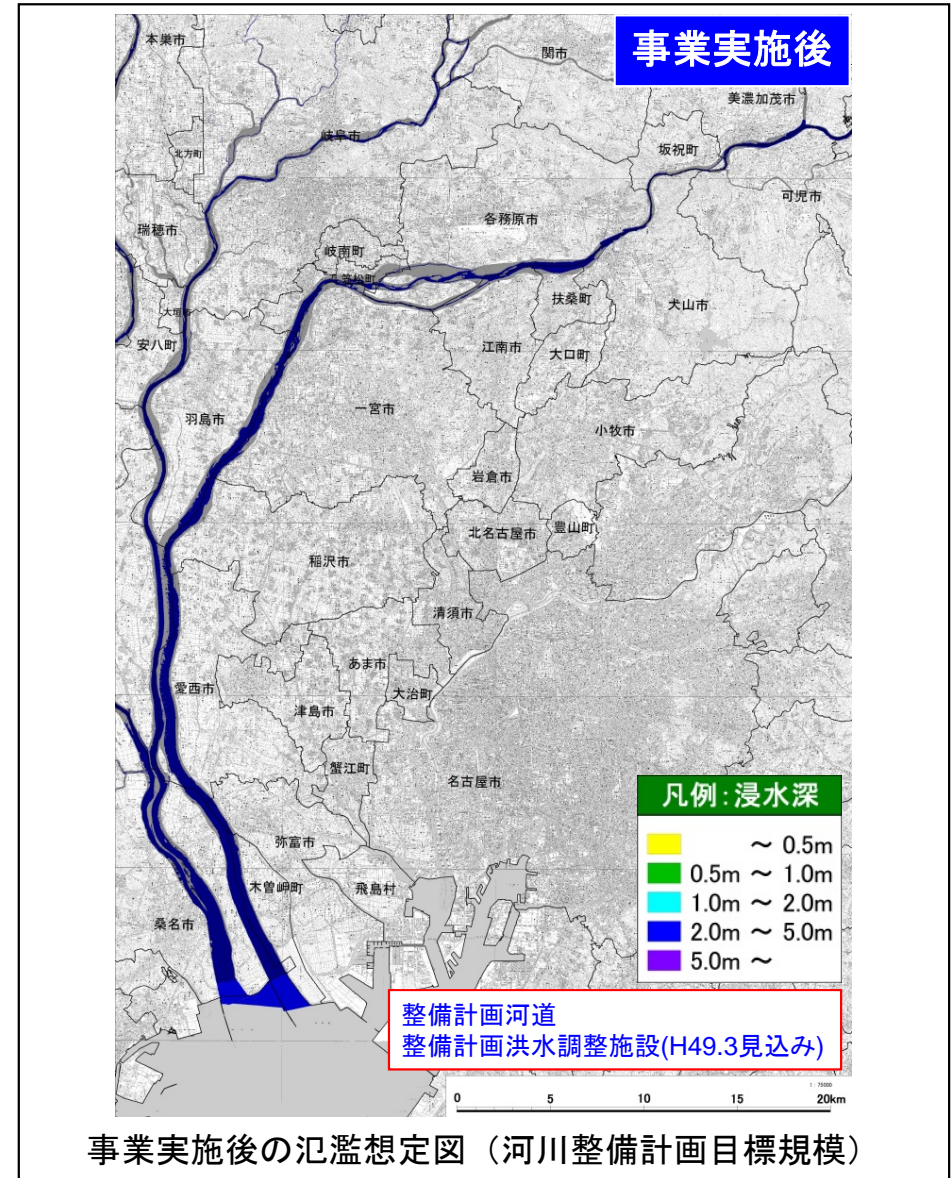 事業実施後
本巣市
関市
美濃加茂市
岐阜市
坂祝町
北方町
可児市
各務原市
瑞穂市
岐南町
笠松町
扶桑町
犬山市
大垣市
安八町
江南市
大口町
羽島市
一宮市
小牧市
岩倉市
北名古屋市
豊山町
稲沢市
清須市
あま市
愛西市
大治町
津島市
蟹江町
名古屋市
弥富市
木曽岬町
飛島村
桑名市
凡例:浸水深
～ 0.5m
0.5m ～ 1.0m
1.0m ～ 2.0m
2.0m ～ 5.0m
5.0m ～
整備計画河道
整備計画洪水調整施設(H49.3見込み)
1 : 75000
0 5 10 15 20km
事業実施後の氾濫想定図（河川整備計画目標規模）